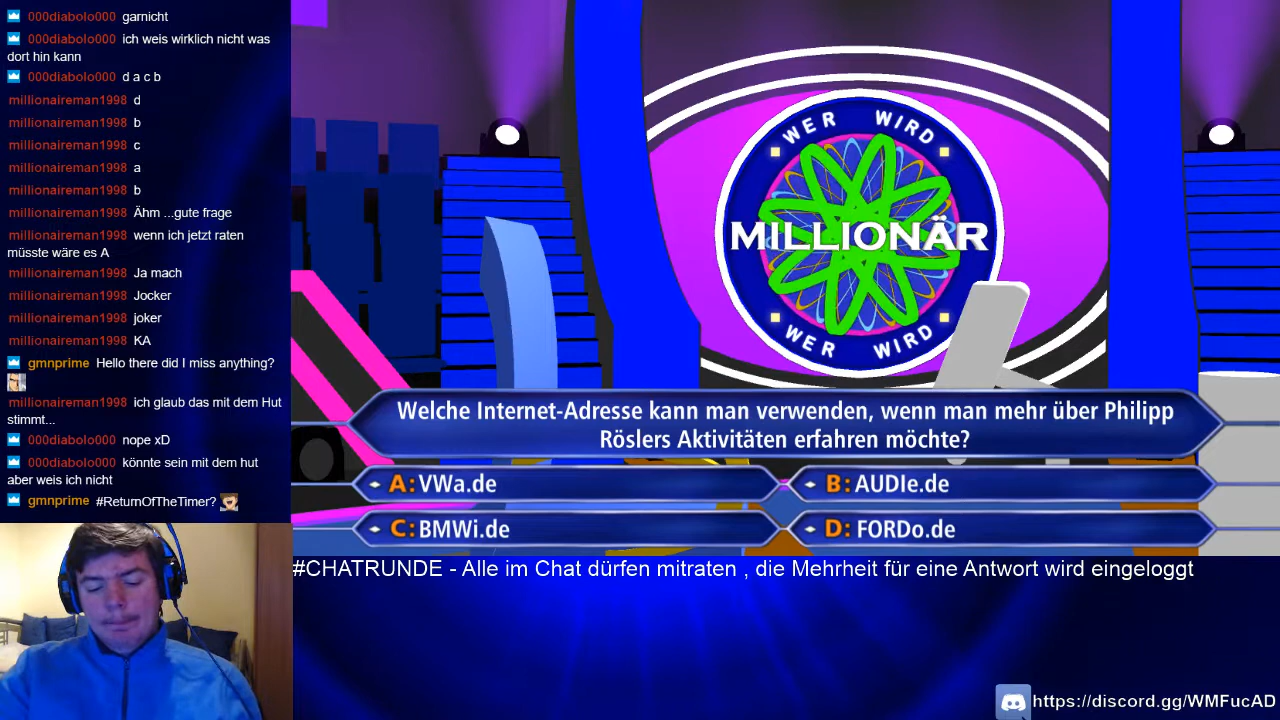 000diabolo000 garnicht
000diabolo000 ich weis wirklich nicht was
dort hin kann
000diabolo000 d a c b
millionaireman1998 d
millionaireman1998 b
millionaireman1998 c
millionaireman1998 a
millionaireman1998 b
millionaireman1998 Ähm ...gute frage
millionaireman1998 wenn ich jetzt raten
müsste wäre es A
millionaireman1998 Ja mach
millionaireman1998 Jocker
millionaireman1998 joker
millionaireman1998 KA
gmnprime Hello there did I miss anything?
millionaireman1998 ich glaub das mit dem Hut
stimmt...
000diabolo000 nope xD
000diabolo000 könnte sein mit dem hut
aber weis ich nicht
gmnprime #ReturnOfTheTimer?
WER WIRD
MILLIONÄR
WER WIRD
Welche Internet-Adresse kann man verwenden, wenn man mehr über Philipp
Röslers Aktivitäten erfahren möchte?
A: VWa.de
B: AUDIe.de
C: BMWi.de
D: FORDo.de
#CHATRUNDE - Alle im Chat dürfen mitraten , die Mehrheit für eine Antwort wird eingeloggt
https://discord.gg/WMFucAD